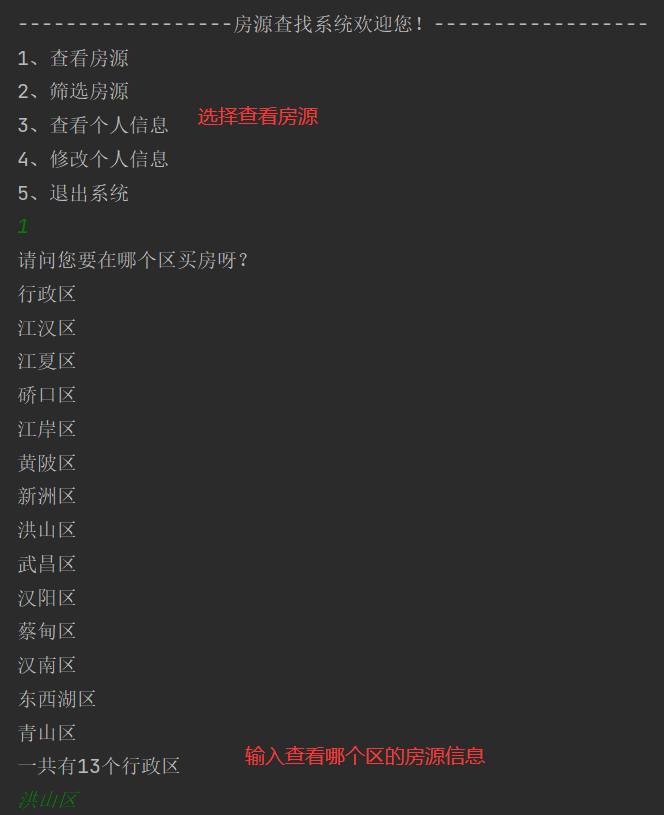 ------------------房源查找系统欢迎您！------------------
1、查看房源
2、筛选房源
3、查看个人信息
选择查看房源
4、修改个人信息
5、退出系统
1
请问您要在哪个区买房呀？
行政区
江汉区
江夏区
硚口区
江岸区
黄陂区
新洲区
洪山区
武昌区
汉阳区
蔡甸区
汉南区
东西湖区
青山区
一共有13个行政区
输入查看哪个区的房源信息
洪山区